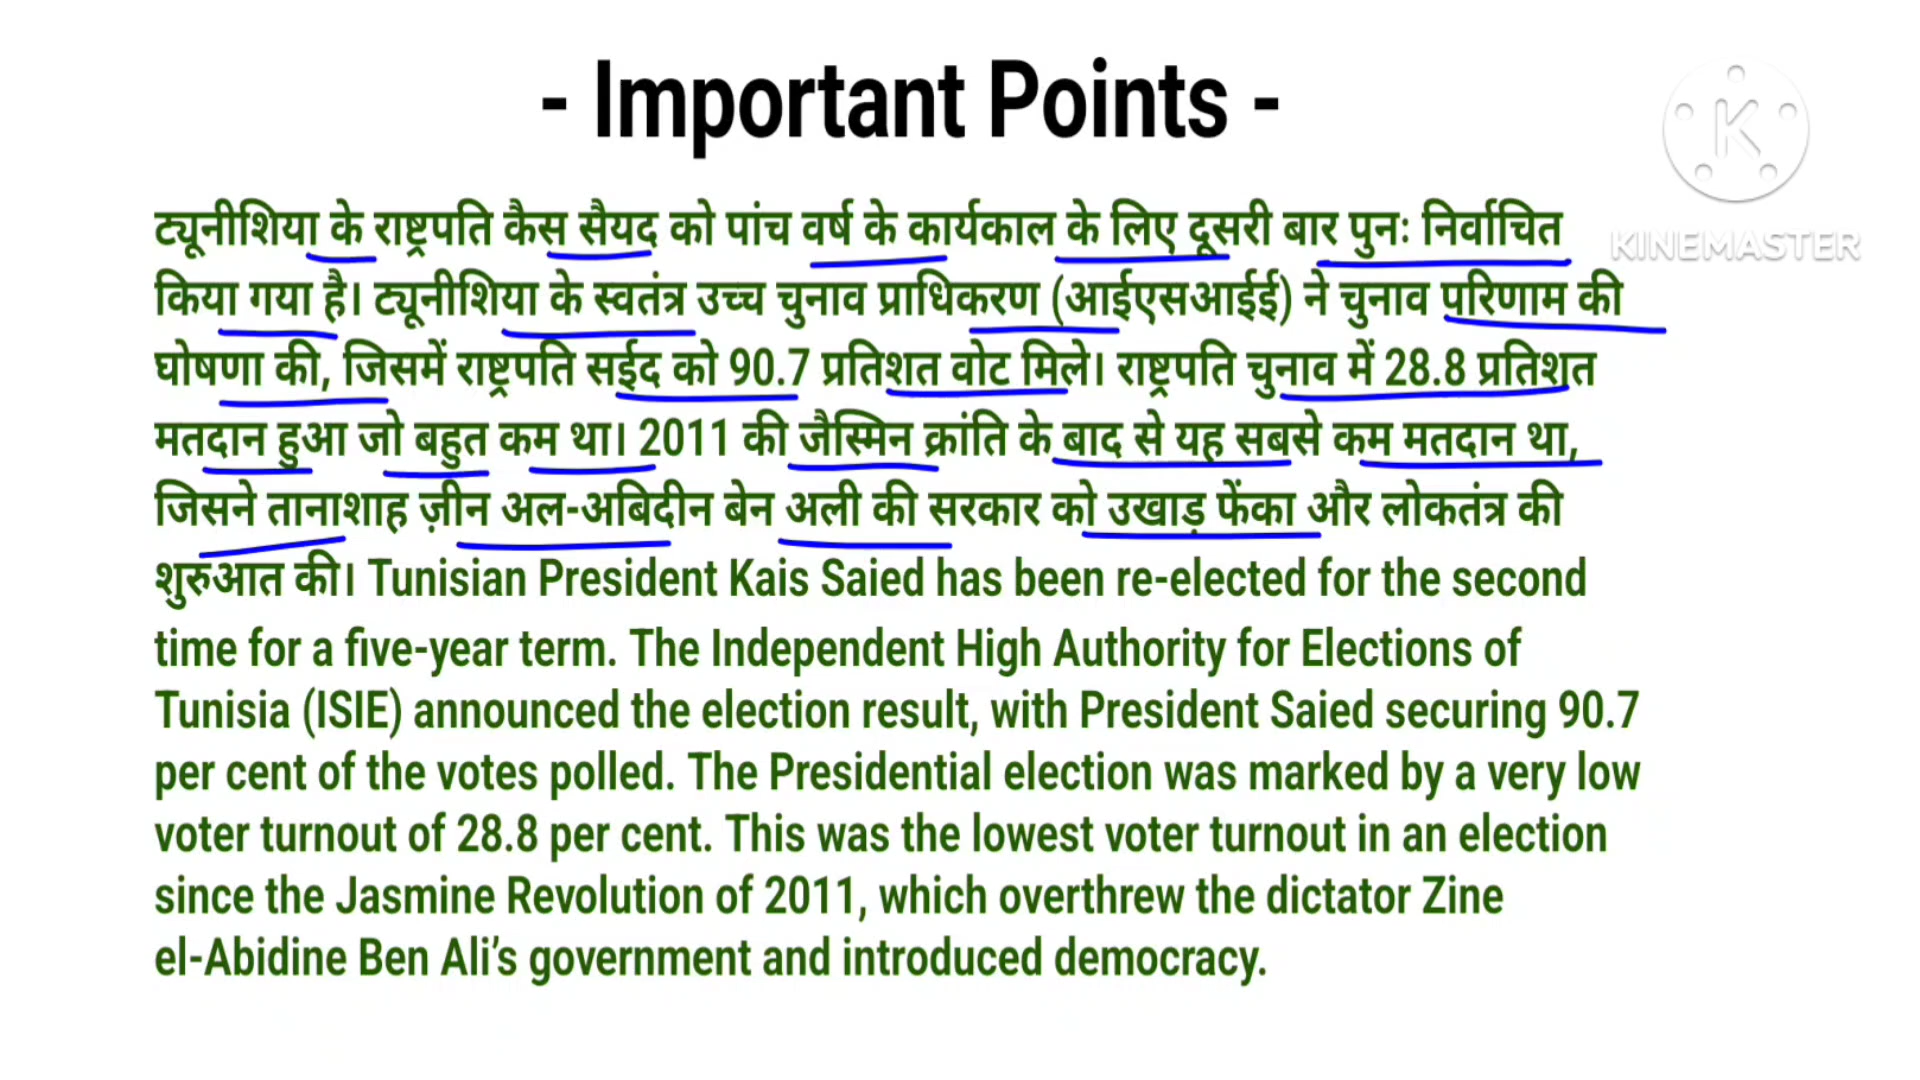 - Important Points -
K
KINEMASTER
ट्यूनीशिया के राष्ट्रपति कैस सैयद को पांच वर्ष के कार्यकाल के लिए दूसरी बार पुनः निर्वाचित
किया गया है। ट्यूनीशिया के स्वतंत्र उच्च चुनाव प्राधिकरण (आईएसआईई) ने चुनाव परिणाम की
घोषणा की, जिसमें राष्ट्रपति सईद को 90.7 प्रतिशत वोट मिले। राष्ट्रपति चुनाव में 28.8 प्रतिशत
मतदान हुआ जो बहुत कम था। 2011 की जैस्मिन क्रांति के बाद से यह सबसे कम मतदान था,
जिसने तानाशाह ज़ीन अल-अबिदीन बेन अली की सरकार को उखाड़ फेंका और लोकतंत्र की
शुरुआत की। Tunisian President Kais Saied has been re-elected for the second
time for a five-year term. The Independent High Authority for Elections of
Tunisia (ISIE) announced the election result, with President Saied securing 90.7
per cent of the votes polled. The Presidential election was marked by a very low
voter turnout of 28.8 per cent. This was the lowest voter turnout in an election
since the Jasmine Revolution of 2011, which overthrew the dictator Zine
el-Abidine Ben Ali’s government and introduced democracy.